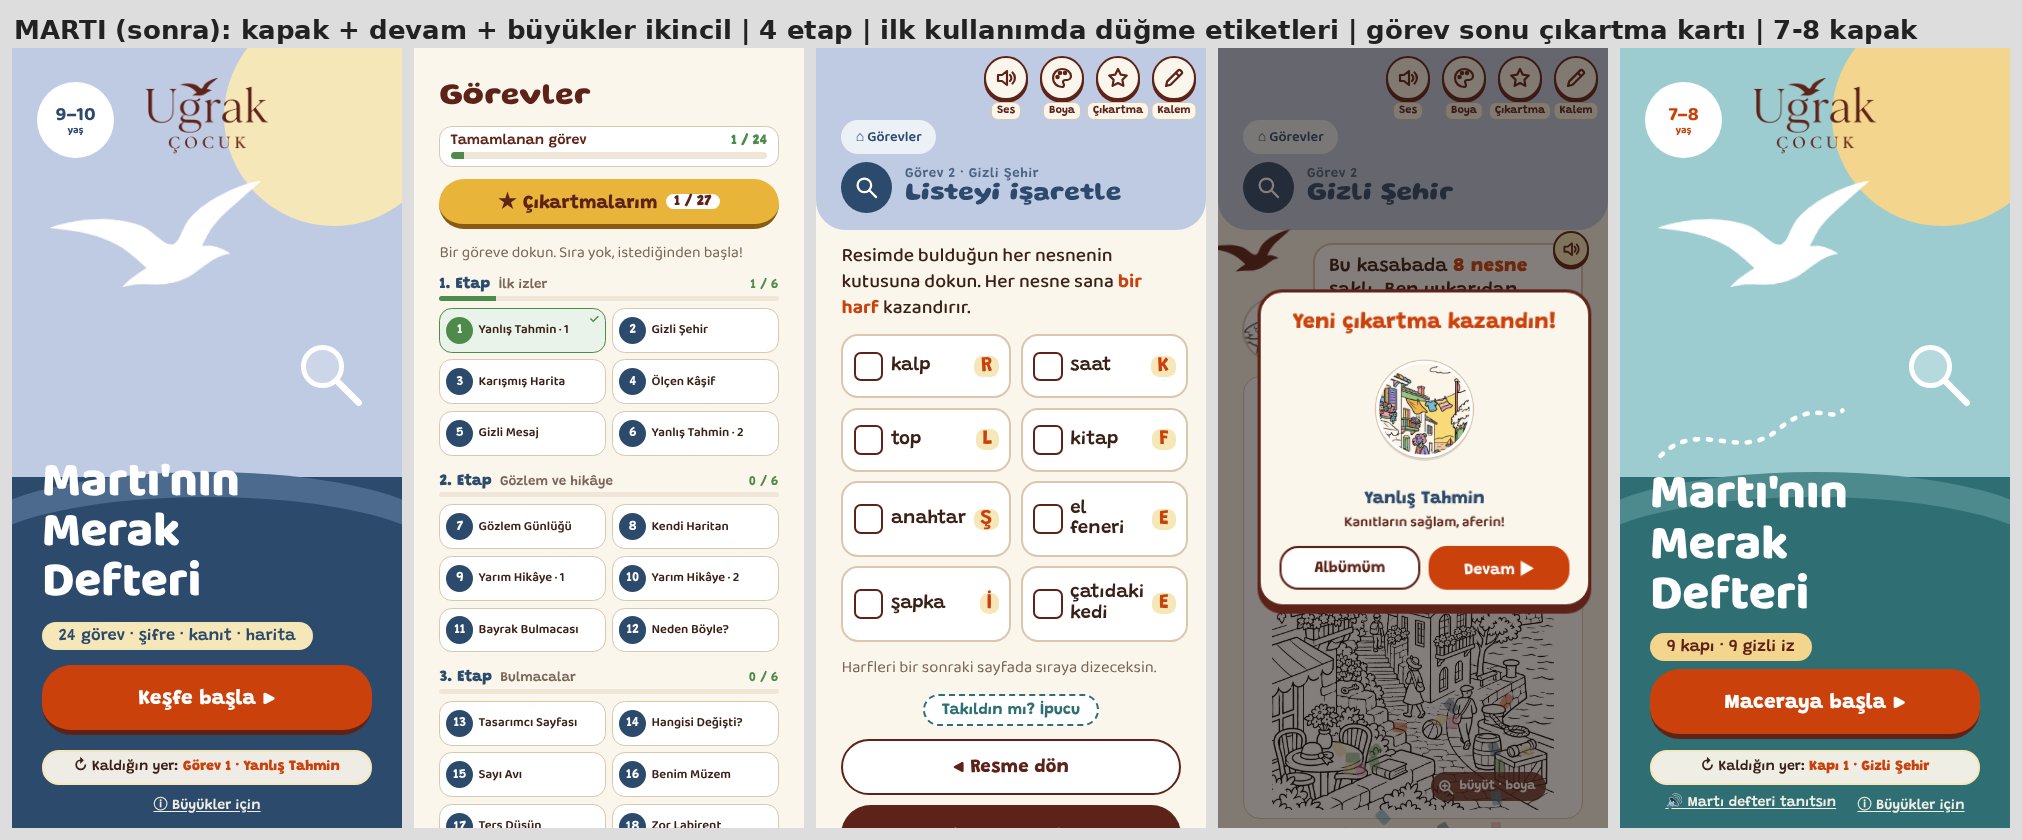 MARTI (sonra): kapak + devam + büyükler ikincil | 4 etap | ilk kullanımda düğme etiketleri | görev sonu çıkartma kartı | 7-8 kapak
9–10
yaş
Uğrak
ÇOCUK
Martı'nın
Merak
Defteri
24 görev · şifre · kanıt · harita
Keşfe başla ▶
↻ Kaldığın yer: Görev 1 · Yanlış Tahmin
ⓘ Büyükler için
Görevler
Tamamlanan görev 1 / 24
★ Çıkartmalarım 1 / 27
Bir göreve dokun. Sıra yok, istediğinden başla!
1. Etap İlk izler 1 / 6
1 Yanlış Tahmin · 1 ✓
2 Gizli Şehir
3 Karışmış Harita
4 Ölçen Kâşif
5 Gizli Mesaj
6 Yanlış Tahmin · 2
2. Etap Gözlem ve hikâye 0 / 6
7 Gözlem Günlüğü
8 Kendi Haritan
9 Yarım Hikâye · 1
10 Yarım Hikâye · 2
11 Bayrak Bulmacası
12 Neden Böyle?
3. Etap Bulmacalar 0 / 6
13 Tasarımcı Sayfası
14 Hangisi Değişti?
15 Sayı Avı
16 Benim Müzem
17 Ters Düşün
18 Zor Labirent
Ses Boya Çıkartma Kalem
⌂ Görevler
Görev 2 · Gizli Şehir
Listeyi işaretle
Resimde bulduğun her nesnenin
kutusuna dokun. Her nesne sana bir
harf kazandırır.
kalp R
saat K
top L
kitap F
anahtar Ş
el
feneri E
şapka İ
çatıdaki
kedi E
Harfleri bir sonraki sayfada sıraya dizeceksin.
Takıldın mı? İpucu
◀ Resme dön
Ses Boya Çıkartma Kalem
⌂ Görevler
Görev 2
Gizli Şehir
Bu kasabada 8 nesne
saklı. Ben yukarıdan
Yeni çıkartma kazandın!
Yanlış Tahmin
Kanıtların sağlam, aferin!
Albümüm
Devam ▶
büyüt · boya
7–8
yaş
Uğrak
ÇOCUK
Martı'nın
Merak
Defteri
9 kapı · 9 gizli iz
Maceraya başla ▶
↻ Kaldığın yer: Kapı 1 · Gizli Şehir
🔊 Martı defteri tanıtsın
ⓘ Büyükler için